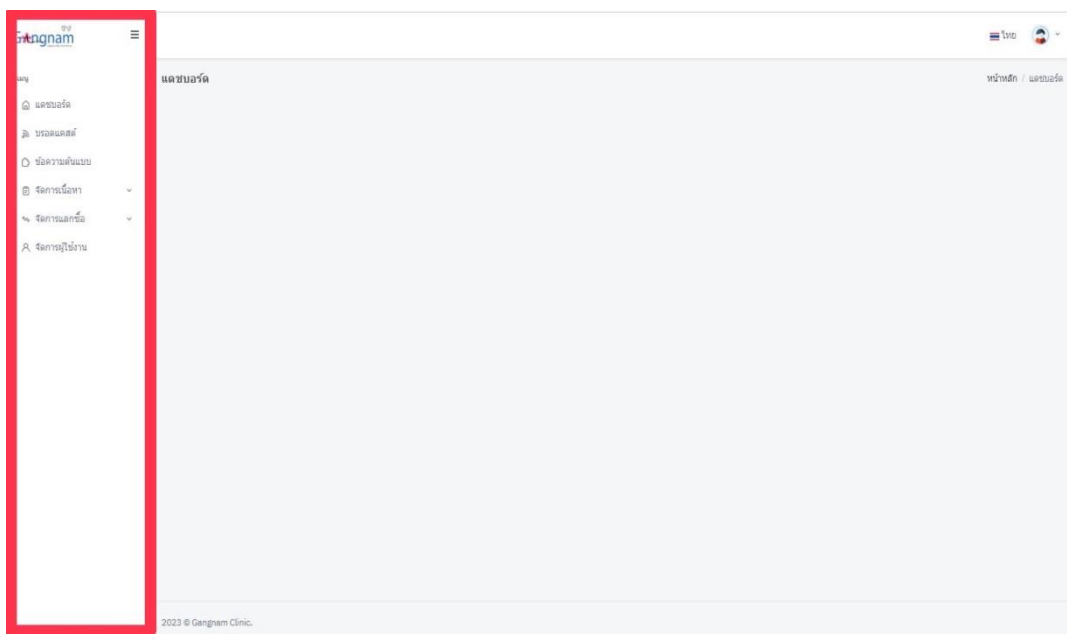 Gangnam
ไทย
เมนู
แดชบอร์ด
หน้าหลัก / แดชบอร์ด
แดชบอร์ด
บรอดแคสต์
ข้อความต้นแบบ
จัดการเนื้อหา
จัดการแลกซื้อ
จัดการผู้ใช้งาน
2023 © Gangnam Clinic.